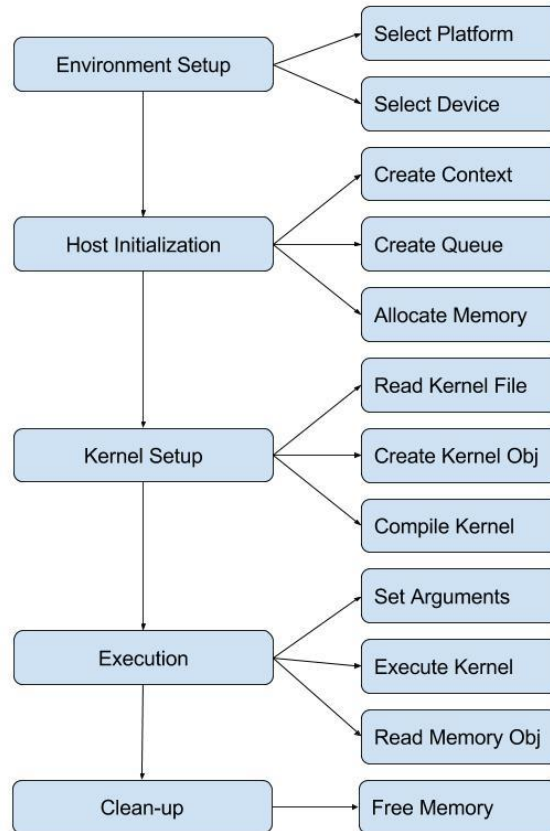 Environment Setup
Select Platform
Select Device
Host Initialization
Create Context
Create Queue
Allocate Memory
Kernel Setup
Read Kernel File
Create Kernel Obj
Compile Kernel
Execution
Set Arguments
Execute Kernel
Read Memory Obj
Clean-up
Free Memory